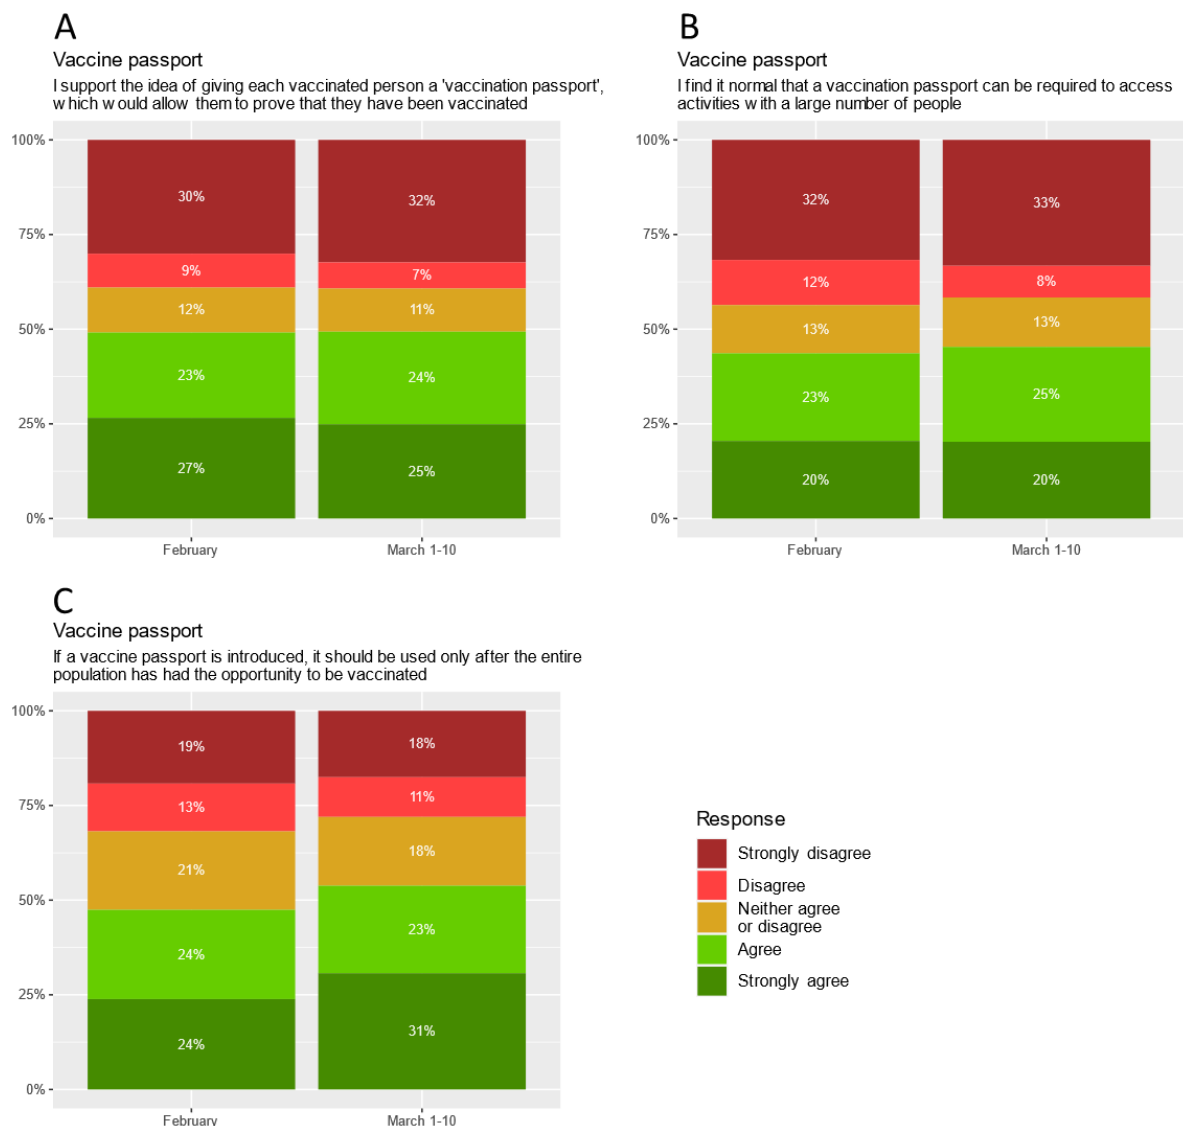 A
Vaccine passport
I support the idea of giving each vaccinated person a 'vaccination passport',
which would allow them to prove that they have been vaccinated
100%
75%
50%
25%
0%
30%
9%
12%
23%
27%
32%
7%
11%
24%
25%
February
March 1-10
B
Vaccine passport
I find it normal that a vaccination passport can be required to access
activities with a large number of people
100%
75%
50%
25%
0%
32%
12%
13%
23%
20%
33%
8%
13%
25%
20%
February
March 1-10
C
Vaccine passport
If a vaccine passport is introduced, it should be used only after the entire
population has had the opportunity to be vaccinated
100%
75%
50%
25%
0%
19%
13%
21%
24%
24%
18%
11%
18%
23%
31%
February
March 1-10
Response
Strongly disagree
Disagree
Neither agree
or disagree
Agree
Strongly agree